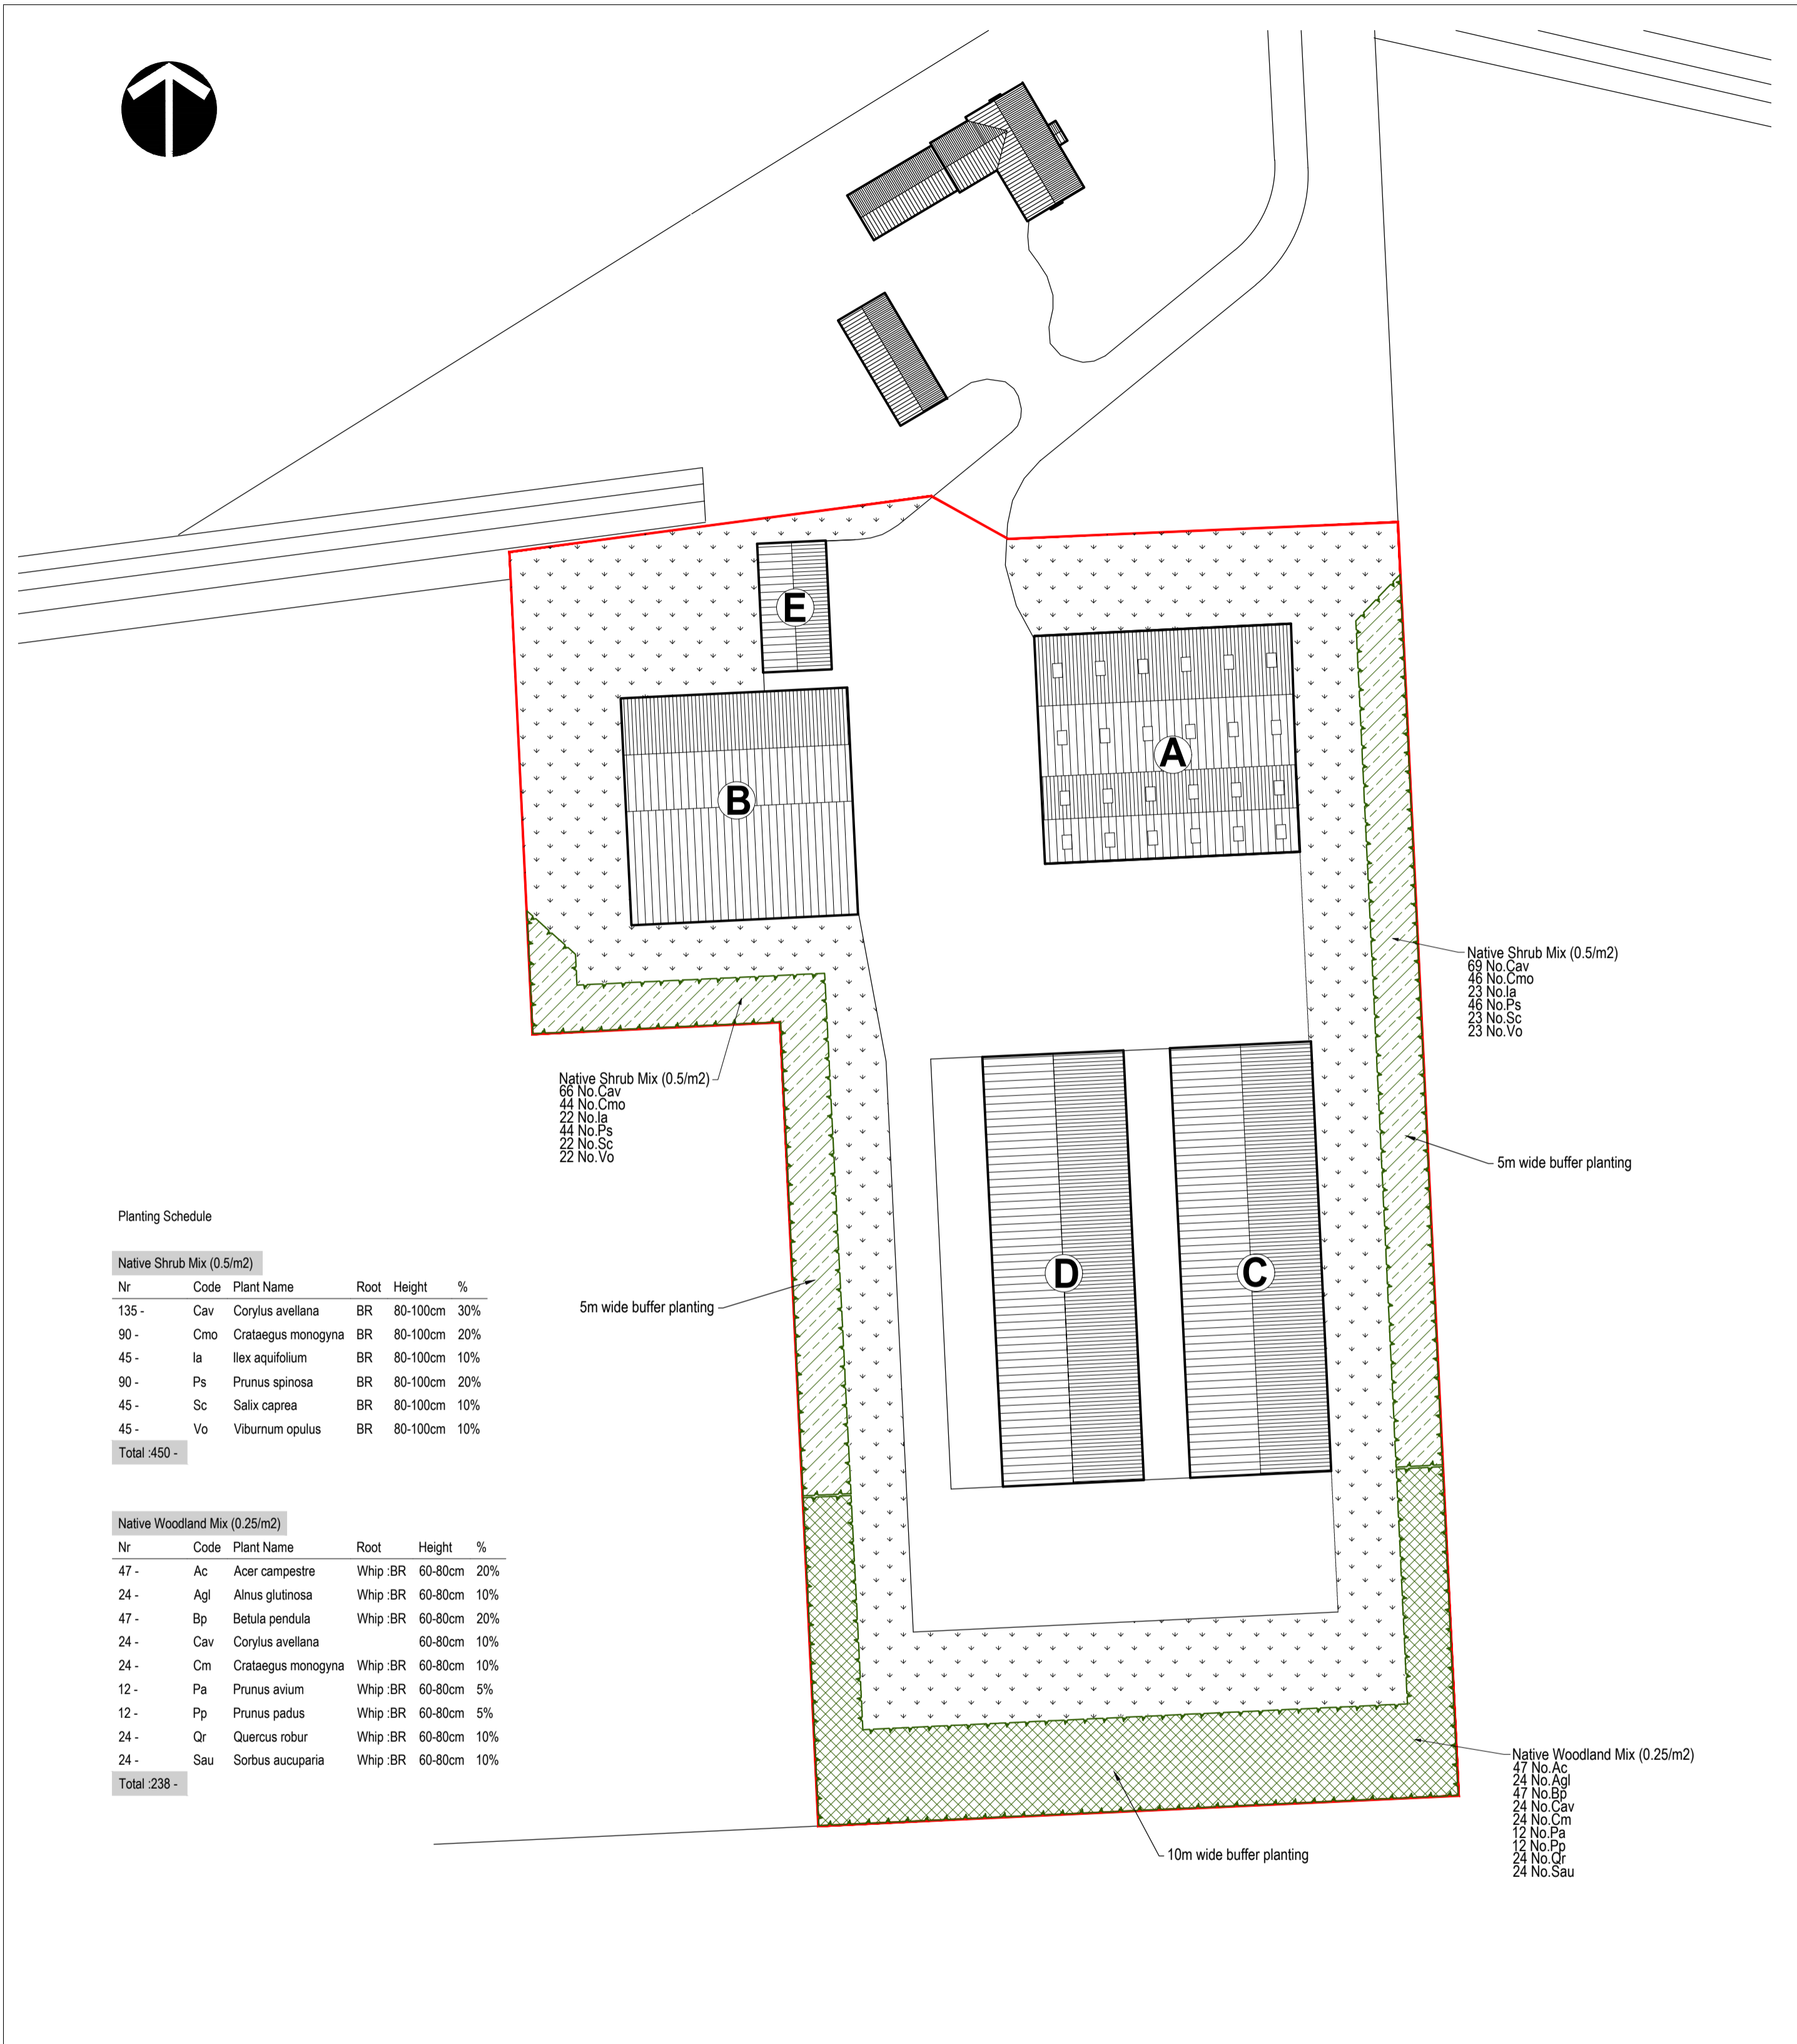 E
A
B
Native Shrub Mix (0.5/m2)
69 No.Cav
46 No.Cmo
23 No.Ia
46 No.Ps
23 No.Sc
23 No.Vo
Native Shrub Mix (0.5/m2)
66 No.Cav
44 No.Cmo
22 No.Ia
44 No.Ps
22 No.Sc
22 No.Vo
5m wide buffer planting
D
C
5m wide buffer planting
Planting Schedule
Native Shrub Mix (0.5/m2)
Nr Code Plant Name Root Height %
135 - Cav Corylus avellana BR 80-100cm 30%
90 - Cmo Crataegus monogyna BR 80-100cm 20%
45 - Ia Ilex aquifolium BR 80-100cm 10%
90 - Ps Prunus spinosa BR 80-100cm 20%
45 - Sc Salix caprea BR 80-100cm 10%
45 - Vo Viburnum opulus BR 80-100cm 10%
Total :450 -
Native Woodland Mix (0.25/m2)
Nr Code Plant Name Root Height %
47 - Ac Acer campestre Whip :BR 60-80cm 20%
24 - Agl Alnus glutinosa Whip :BR 60-80cm 10%
47 - Bp Betula pendula Whip :BR 60-80cm 20%
24 - Cav Corylus avellana 60-80cm 10%
24 - Cm Crataegus monogyna Whip :BR 60-80cm 10%
12 - Pa Prunus avium Whip :BR 60-80cm 5%
12 - Pp Prunus padus Whip :BR 60-80cm 5%
24 - Qr Quercus robur Whip :BR 60-80cm 10%
24 - Sau Sorbus aucuparia Whip :BR 60-80cm 10%
Total :238 -
Native Woodland Mix (0.25/m2)
47 No.Ac
24 No.Agl
47 No.Bp
24 No.Cav
24 No.Cm
12 No.Pa
12 No.Pp
24 No.Qr
24 No.Sau
10m wide buffer planting